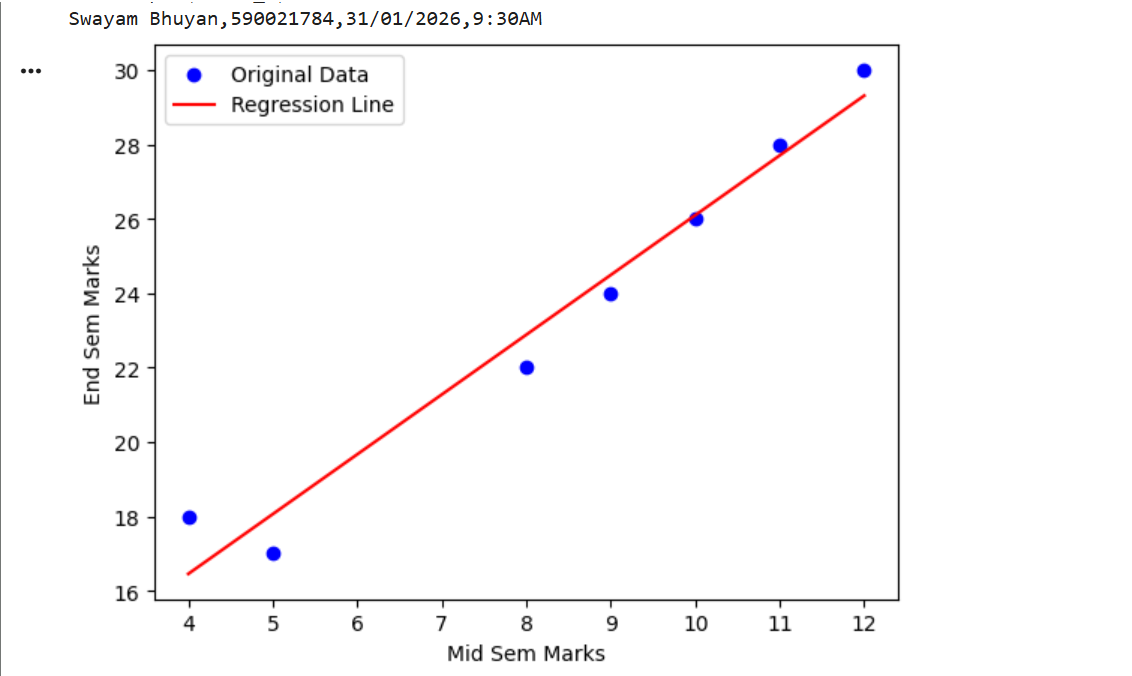 Swayam Bhuyan,590021784,31/01/2026,9:30AM
Original Data
Regression Line
30
28
26
24
22
20
18
16
End Sem Marks
4 5 6 7 8 9 10 11 12
Mid Sem Marks